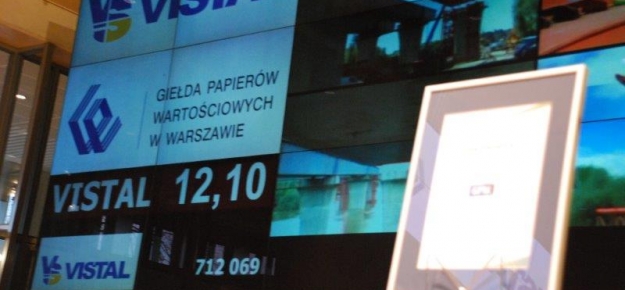 VISTAL
GIEŁDA PAPIERÓW
WARTOŚCIOWYCH
W WARSZAWIE
VISTAL 12,10
VISTAL 712 069